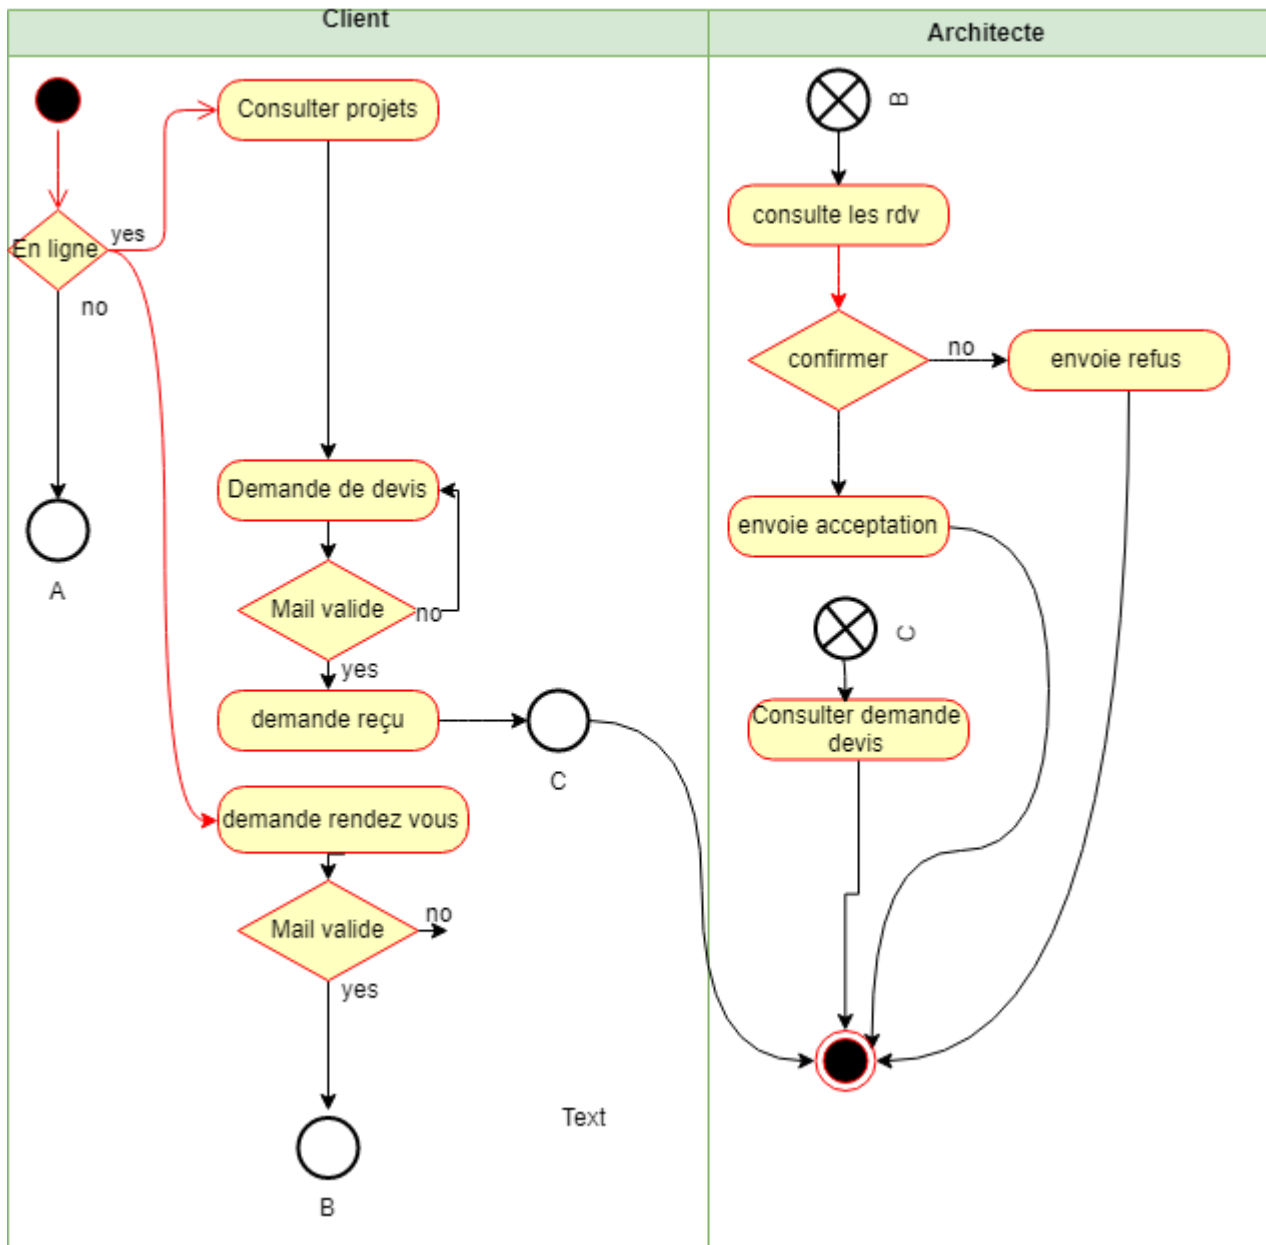 Client
Architecte
Consulter projets
B
En ligne
yes
no
consulte les rdv
confirmer
no
envoie refus
Demande de devis
envoie acceptation
A
Mail valide
no
yes
C
demande reçu
Consulter demande
devis
C
demande rendez vous
Mail valide
no
yes
Text
B